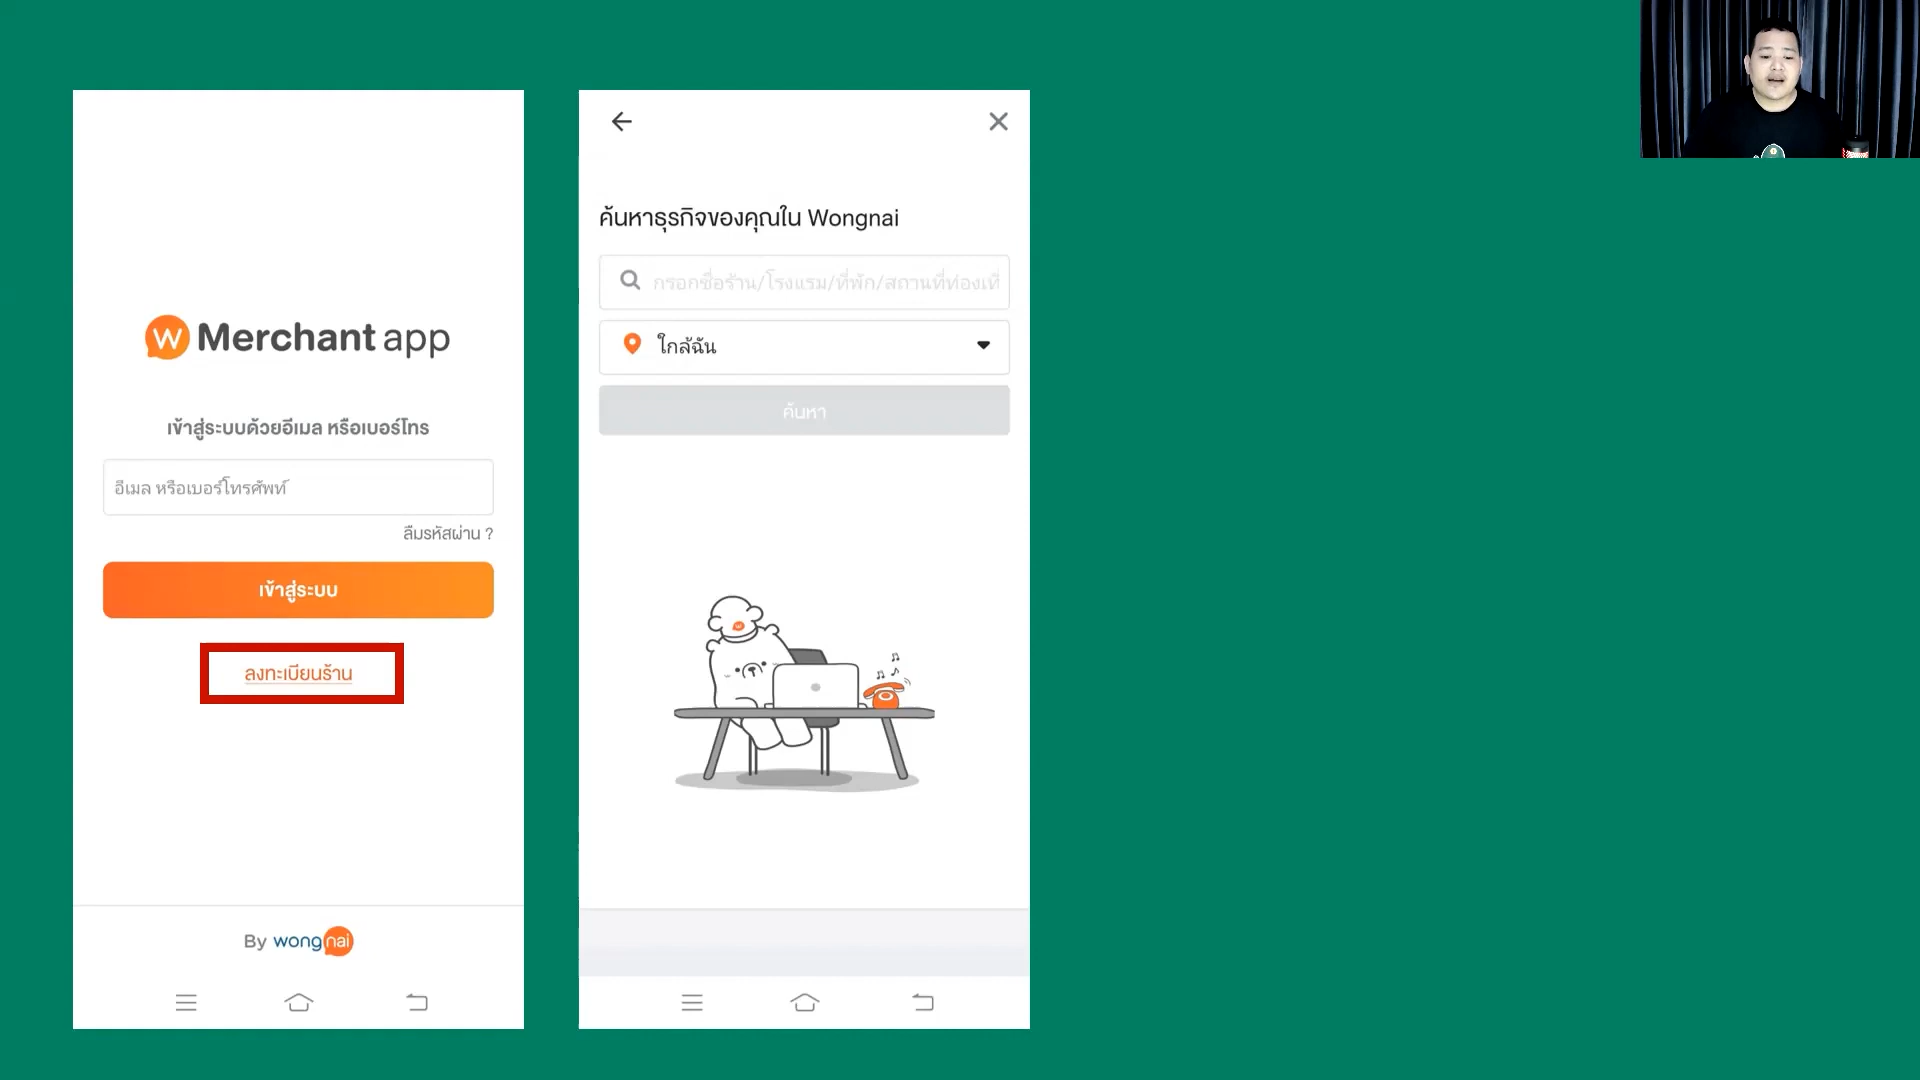 W Merchant app
เข้าสู่ระบบด้วยอีเมล หรือเบอร์โทร
อีเมล หรือเบอร์โทรศัพท์
ลืมรหัสผ่าน ?
เข้าสู่ระบบ
ลงทะเบียนร้าน
By wongnai
ค้นหาธุรกิจของคุณใน Wongnai
กรอกชื่อร้าน/โรงแรม/ที่พัก/สถานที่ท่องเที่
ใกล้ฉัน
ค้นหา